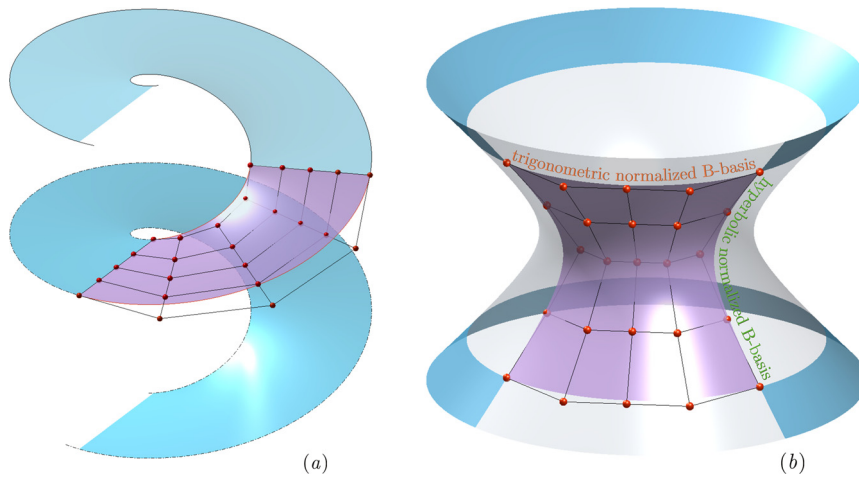 trigonometric normalized B-basis
hyperbolic normalized B-basis
(a)
(b)